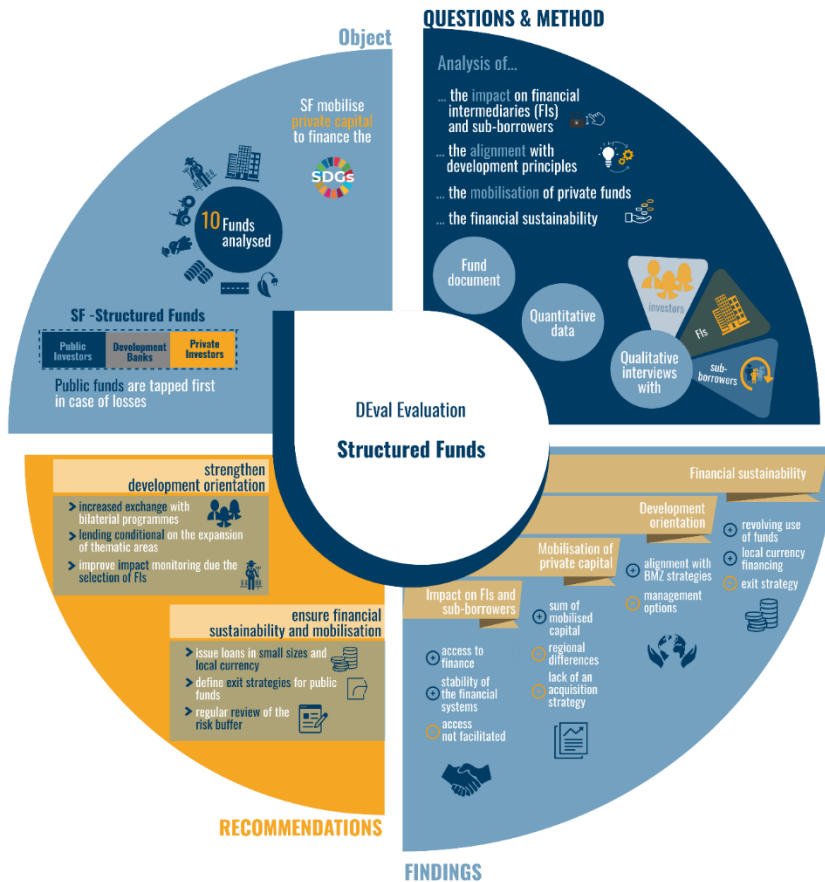 Object
SF mobilise
private capital
to finance the
SDGs
10 Funds
analysed
SF -Structured Funds
Public
Investors
Development
Banks
Private
Investors
Public funds are tapped first
in case of losses
QUESTIONS & METHOD
Analysis of...
... the impact on financial
intermediaries (FIs)
and sub-borrowers
... the alignment with
development principles
... the mobilisation of private funds
... the financial sustainability
Fund
document
Quantitative
data
Qualitative
interviews
with
investors
FIs
sub-
borrowers
DEval Evaluation
Structured Funds
strengthen
development orientation
> increased exchange with
bilaterial programmes
> lending conditional on the expansion
of thematic areas
> improve impact monitoring due the
selection of FIs
ensure financial
sustainability and mobilisation
> issue loans in small sizes and
local currency
> define exit strategies for public
funds
> regular review of the
risk buffer
RECOMMENDATIONS
Financial sustainability
+ revolving use
of funds
+ local currency
financing
- exit strategy
Development
orientation
+ alignment with
BMZ strategies
- management
options
Mobilisation of
private capital
+ sum of
mobilised
capital
- regional
differences
- lack of an
acquisition
strategy
Impact on FIs and
sub-borrowers
+ access to
finance
+ stability of
the financial
systems
- access
not facilitated
FINDINGS